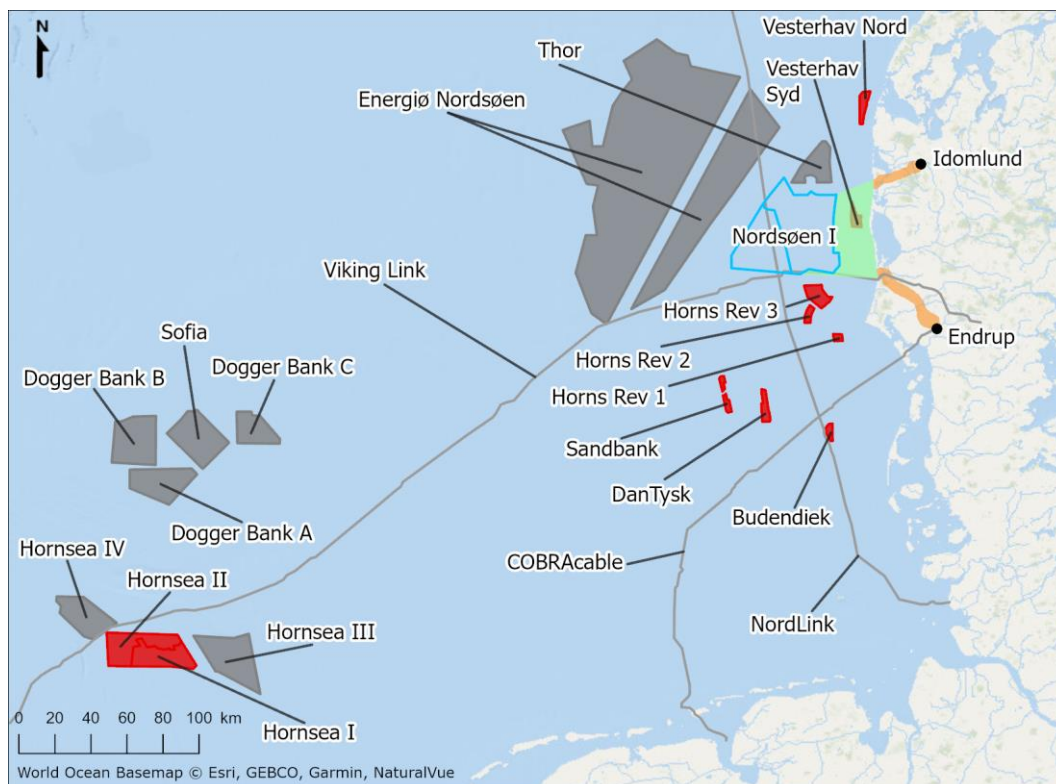 N
Vesterhav Nord
Thor
Vesterhav
Syd
Energiø Nordsøen
Idomlund
Nordsøen I
Viking Link
Horns Rev 3
Sofia
Endrup
Dogger Bank B
Dogger Bank C
Horns Rev 2
Horns Rev 1
Sandbank
DanTysk
Dogger Bank A
Budendiek
Hornsea IV
COBRAcable
Hornsea II
NordLink
Hornsea III
0 20 40 60 80 100 km
Hornsea I
World Ocean Basemap © Esri, GEBCO, Garmin, NaturalVue